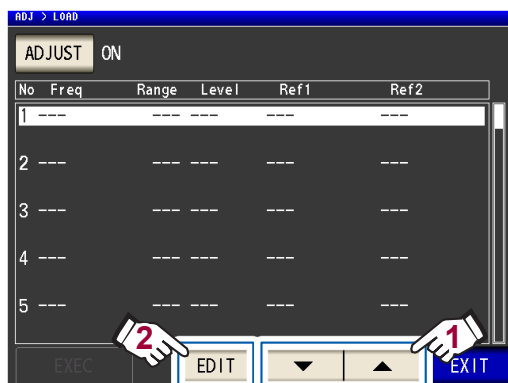 ADJ > LOAD
ADJUST ON
No Freq Range Level Ref1 Ref2
1 --- --- --- --- ---
2 --- --- --- --- ---
3 --- --- --- --- ---
4 --- --- --- --- ---
5 --- --- --- --- ---
2 1
EXEC EDIT ▼ ▲ EXIT